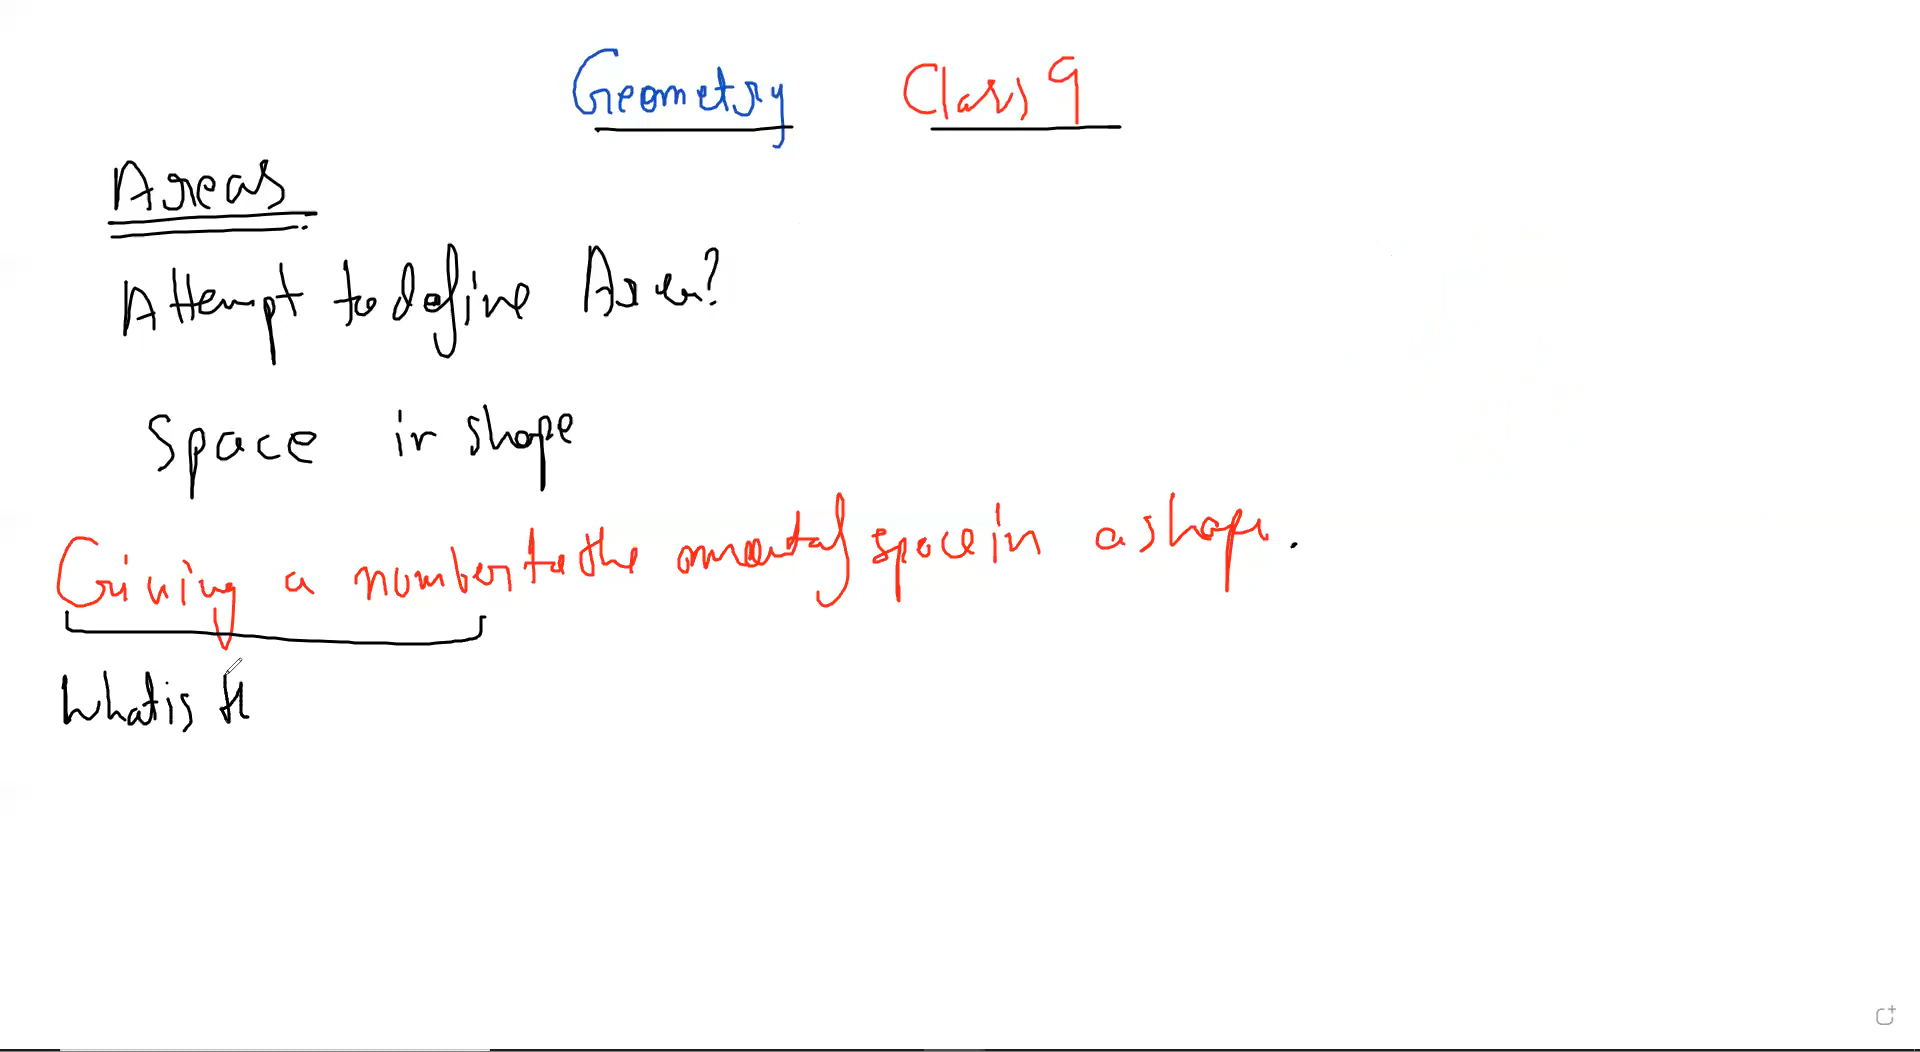 Geometry Class 9
Areas
Attempt to define Area?
Space in shape
Giving a number to the amount of space in a shape.
What is th